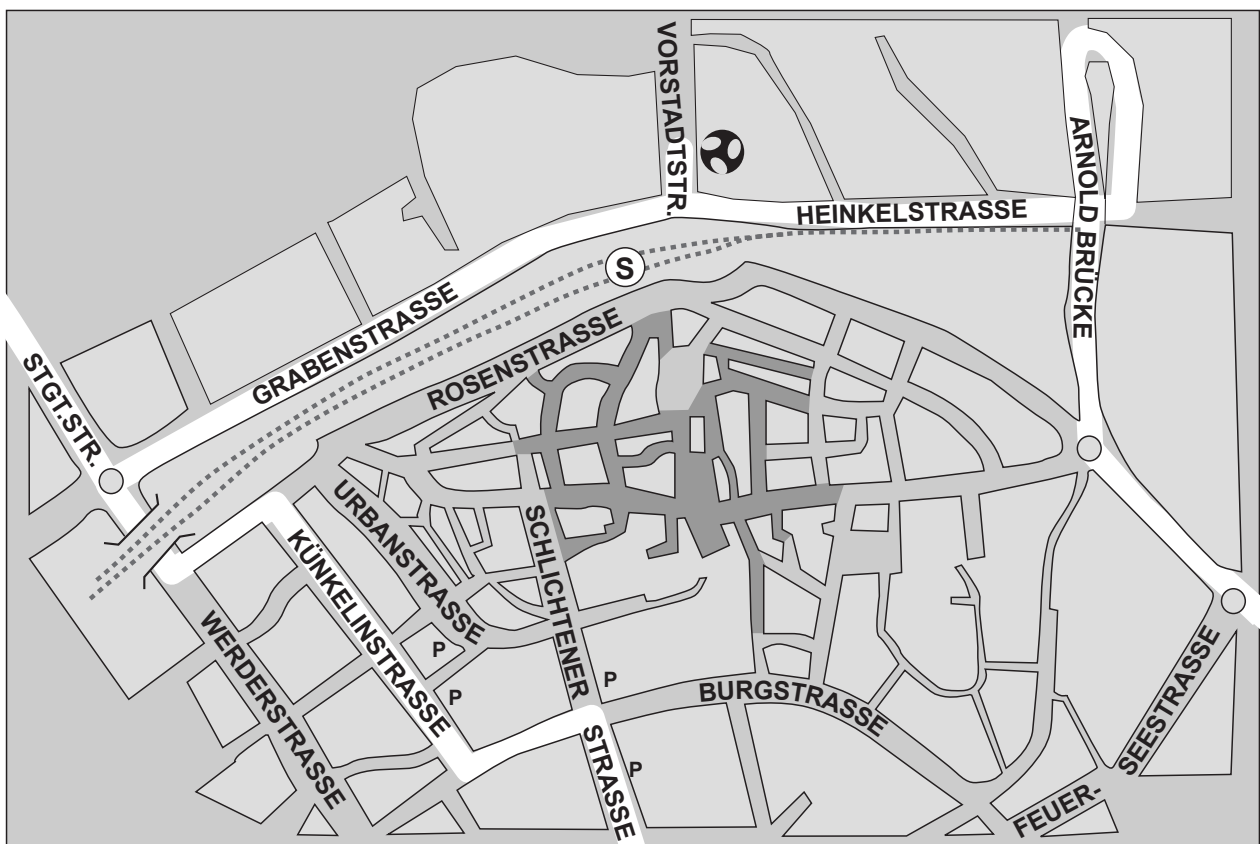 VORSTADTSTR.
ARNOLD BRÜCKE
HEINKELSTRASSE
S
GRABENSTRASSE
ROSENSTRASSE
STGT.STR.
URBANSTRASSE
SCHLICHTENER
KÜNKELINSTRASSE
WERDERSTRASSE
P
P
P
BURGSTRASSE
STRASSE
P
SEESTRASSE
FEUER-